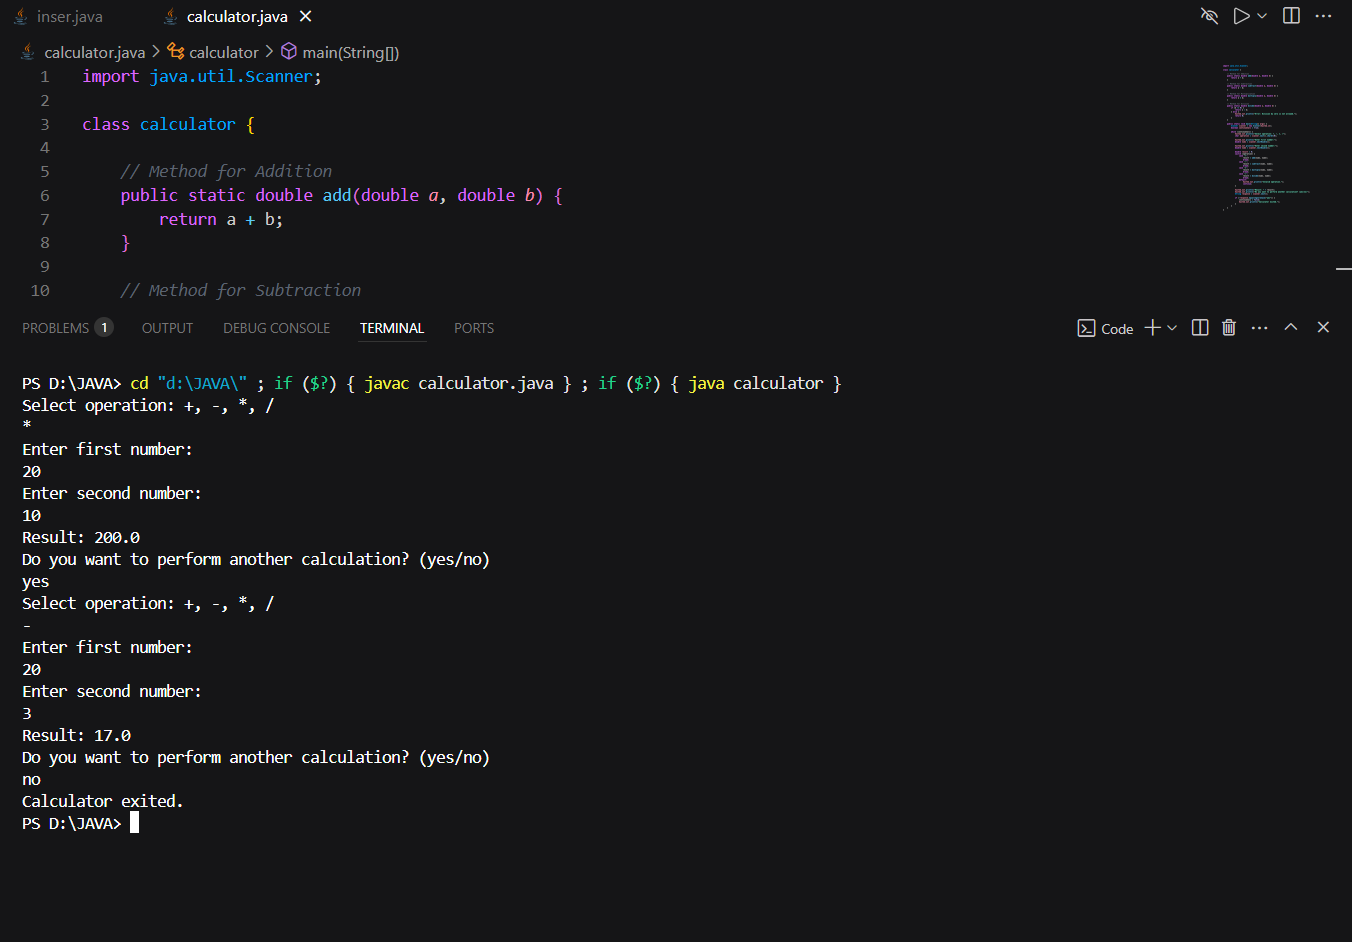 inser.java calculator.java
calculator.java calculator main(String[])
1 import java.util.Scanner;
2
3 class calculator {
4
5 // Method for Addition
6 public static double add(double a, double b) {
7 return a + b;
8 }
9
10 // Method for Subtraction
PROBLEMS 1 OUTPUT DEBUG CONSOLE TERMINAL PORTS Code
PS D:\JAVA> cd "d:\JAVA\" ; if ($?) { javac calculator.java } ; if ($?) { java calculator }
Select operation: +, -, *, /
*
Enter first number:
20
Enter second number:
10
Result: 200.0
Do you want to perform another calculation? (yes/no)
yes
Select operation: +, -, *, /
-
Enter first number:
20
Enter second number:
3
Result: 17.0
Do you want to perform another calculation? (yes/no)
no
Calculator exited.
PS D:\JAVA>